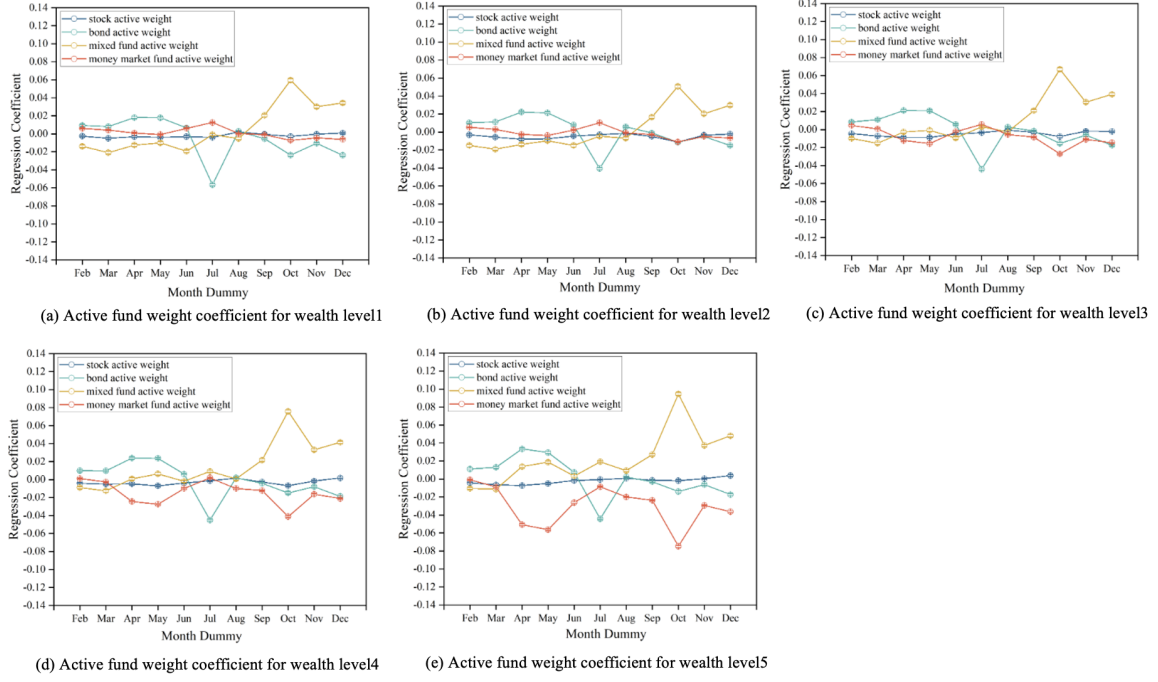 0.14
0.12
0.10
0.08
0.06
0.04
0.02
0.00
-0.02
-0.04
-0.06
-0.08
-0.10
-0.12
-0.14
Regression Coefficient
stock active weight
bond active weight
mixed fund active weight
money market fund active weight
Feb Mar Apr May Jun Jul Aug Sep Oct Nov Dec
Month Dummy
(a) Active fund weight coefficient for wealth level1
0.14
0.12
0.10
0.08
0.06
0.04
0.02
0.00
-0.02
-0.04
-0.06
-0.08
-0.10
-0.12
-0.14
Regression Coefficient
stock active weight
bond active weight
mixed fund active weight
money market fund active weight
Feb Mar Apr May Jun Jul Aug Sep Oct Nov Dec
Month Dummy
(b) Active fund weight coefficient for wealth level2
0.14
0.12
0.10
0.08
0.06
0.04
0.02
0.00
-0.02
-0.04
-0.06
-0.08
-0.10
-0.12
-0.14
Regression Coefficient
stock active weight
bond active weight
mixed fund active weight
money market fund active weight
Feb Mar Apr May Jun Jul Aug Sep Oct Nov Dec
Month Dummy
(c) Active fund weight coefficient for wealth level3
0.14
0.12
0.10
0.08
0.06
0.04
0.02
0.00
-0.02
-0.04
-0.06
-0.08
-0.10
-0.12
-0.14
Regression Coefficient
stock active weight
bond active weight
mixed fund active weight
money market fund active weight
Feb Mar Apr May Jun Jul Aug Sep Oct Nov Dec
Month Dummy
(d) Active fund weight coefficient for wealth level4
0.14
0.12
0.10
0.08
0.06
0.04
0.02
0.00
-0.02
-0.04
-0.06
-0.08
-0.10
-0.12
-0.14
Regression Coefficient
stock active weight
bond active weight
mixed fund active weight
money market fund active weight
Feb Mar Apr May Jun Jul Aug Sep Oct Nov Dec
Month Dummy
(e) Active fund weight coefficient for wealth level5